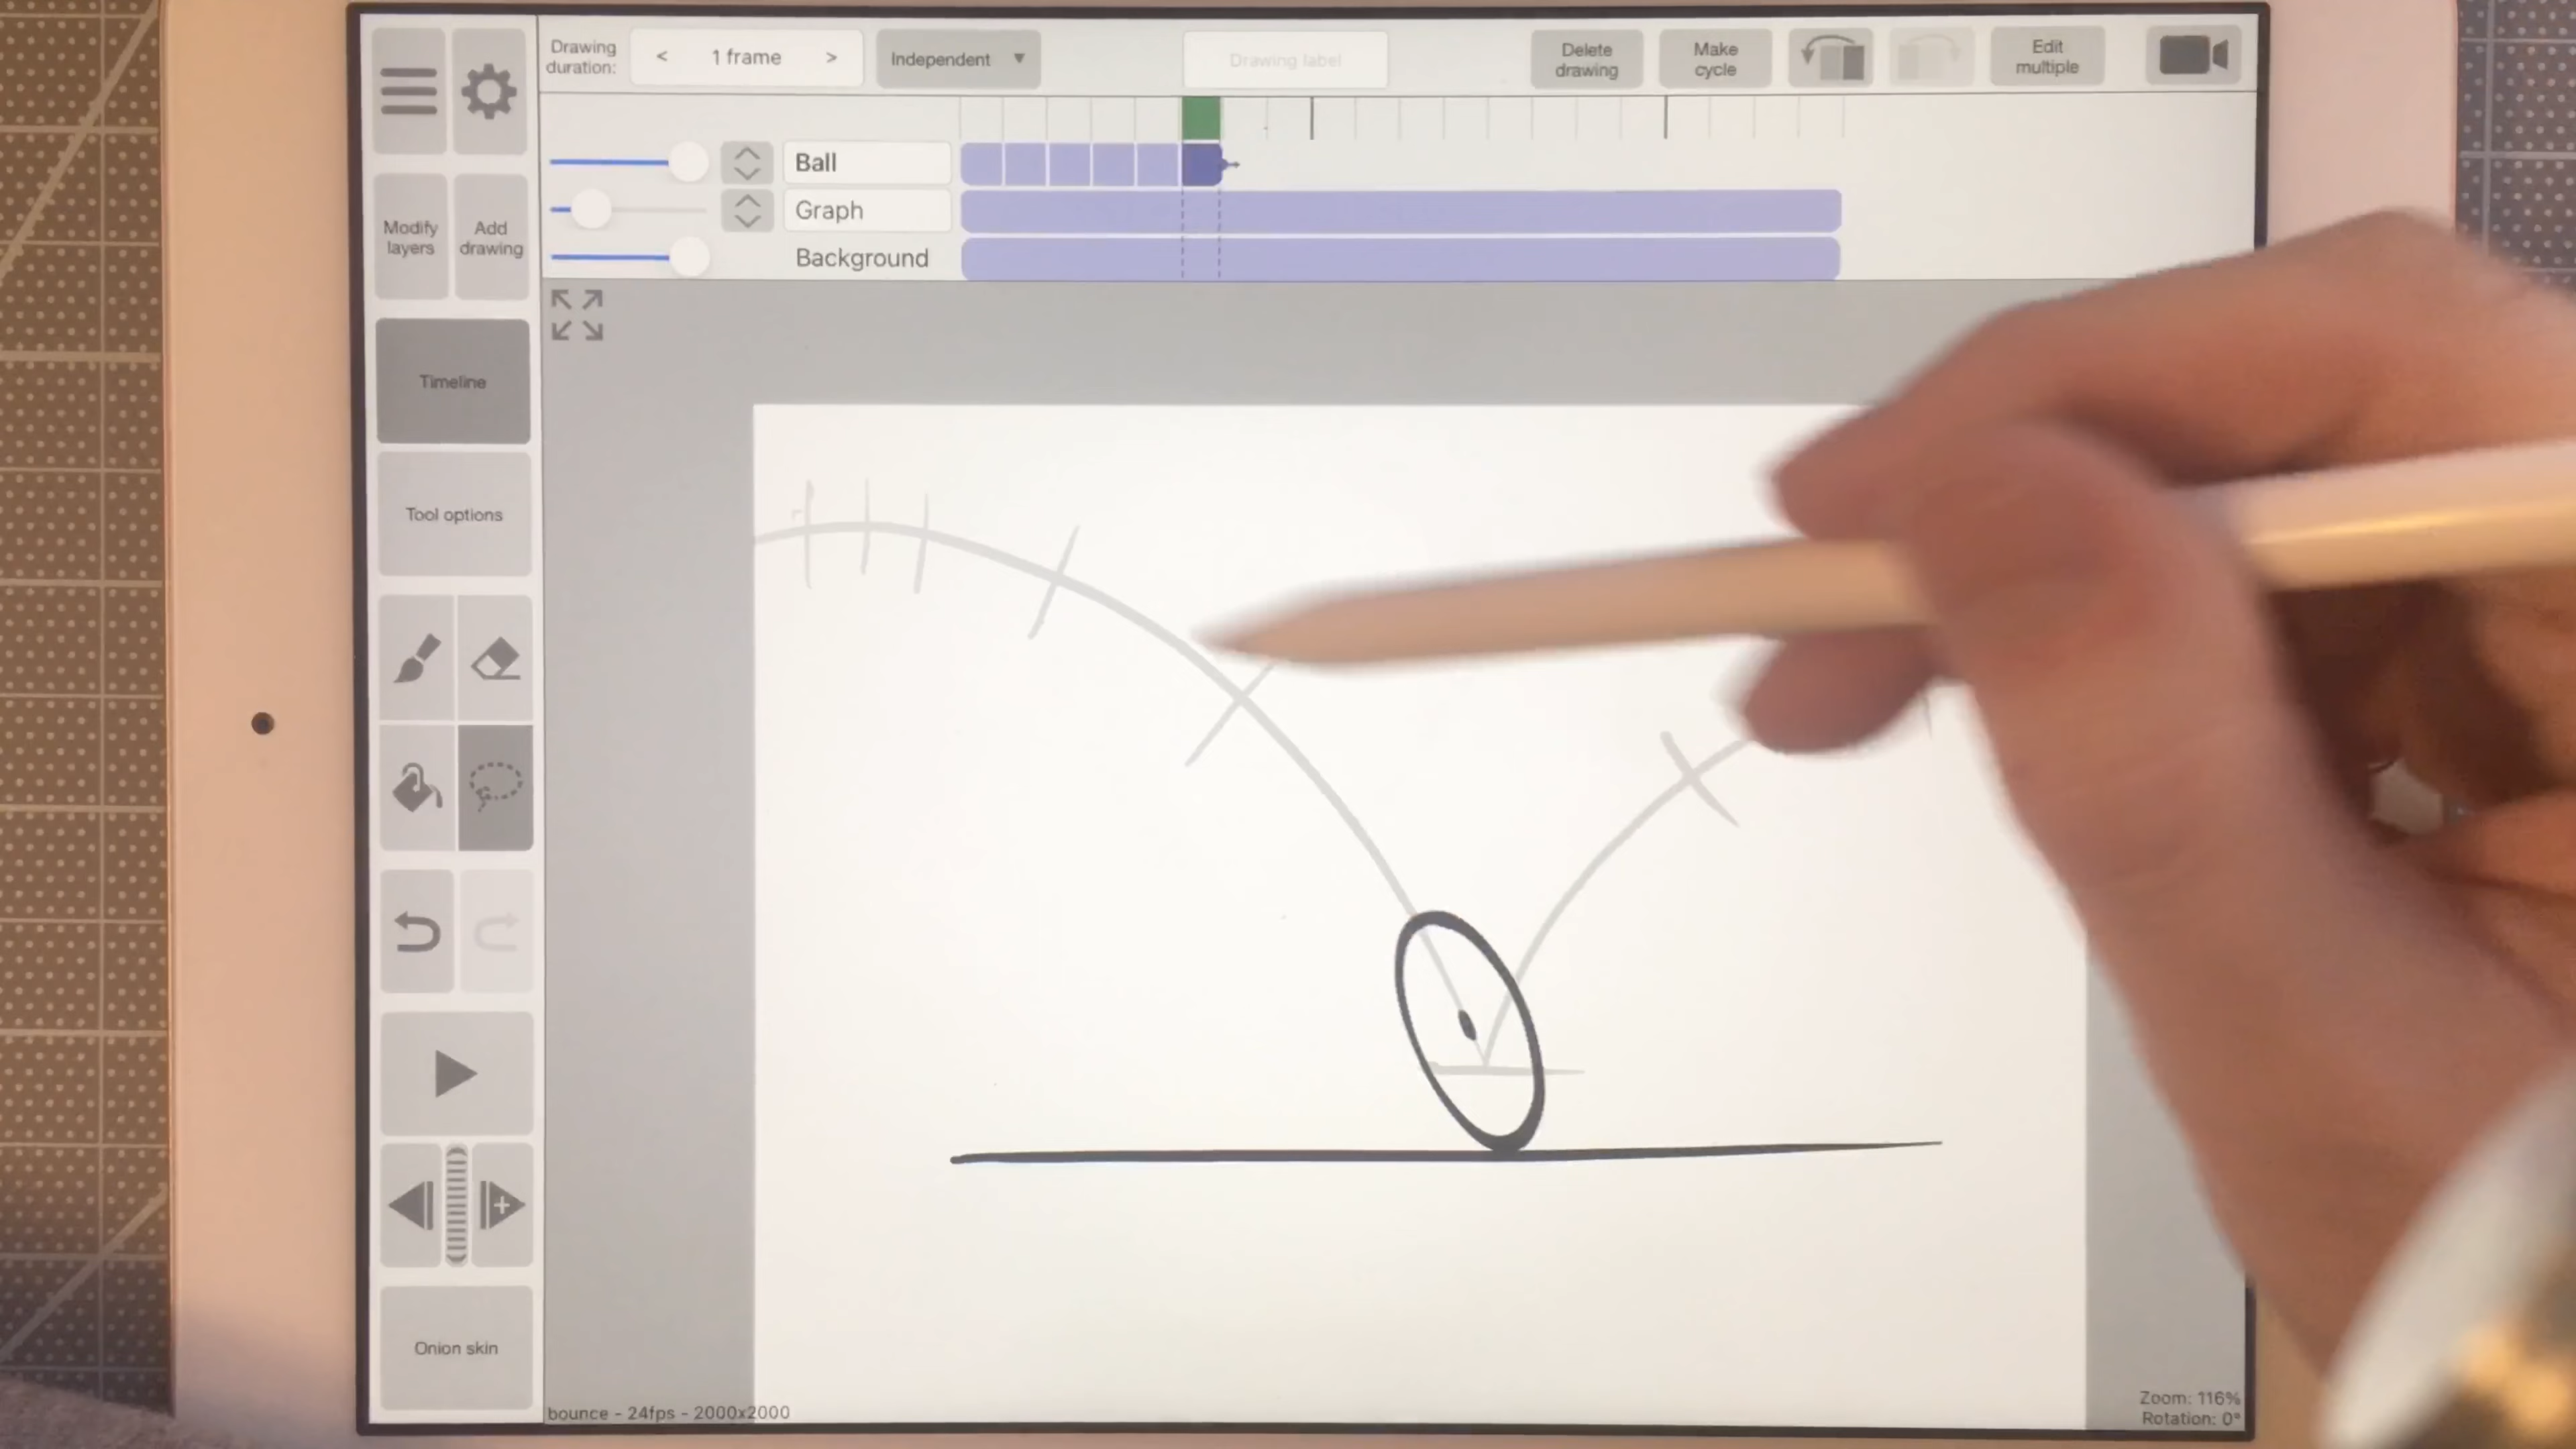 Drawing
duration:
< 1 frame >
Independent
Drawing label
Delete
drawing
Make
cycle
Edit
multiple
Ball
Graph
Background
Modify
layers
Add
drawing
Timeline
Tool options
Onion skin
bounce - 24fps - 2000x2000
Zoom: 116%
Rotation: 0°